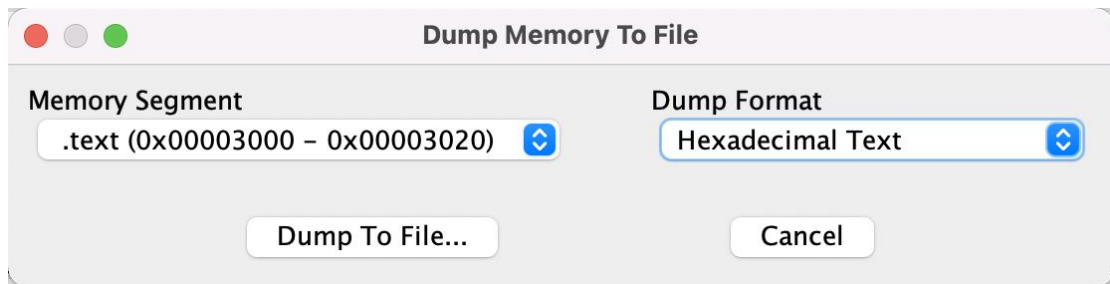 Dump Memory To File
Memory Segment
Dump Format
.text (0x00003000 – 0x00003020)
Hexadecimal Text
Dump To File...
Cancel